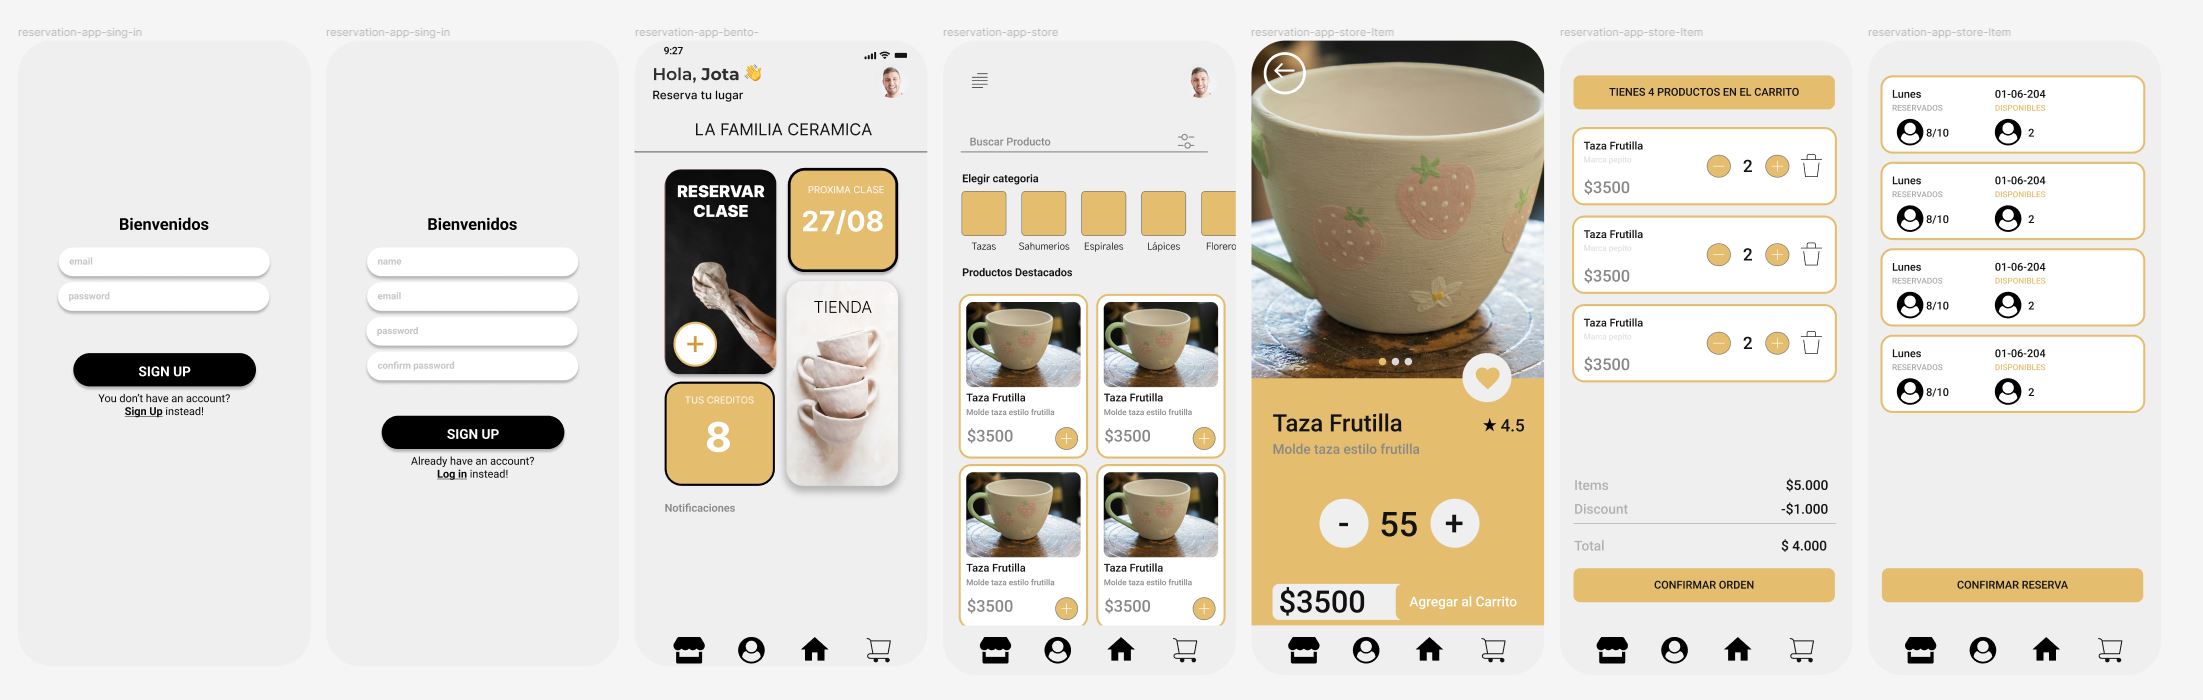 reservation-app-sing-in
Bienvenidos
email
password
SIGN UP
You don't have an account?
Sign Up instead!
reservation-app-sing-in
Bienvenidos
name
email
password
confirm password
SIGN UP
Already have an account?
Log in instead!
reservation-app-bento-
9:27
Hola, Jota 👋
Reserva tu lugar
LA FAMILIA CERAMICA
RESERVAR
CLASE
+
PROXIMA CLASE
27/08
TIENDA
TUS CREDITOS
8
Notificaciones
reservation-app-store
Buscar Producto
Elegir categoria
Tazas Sahumerios Espirales Lápices Florero
Productos Destacados
Taza Frutilla
Molde taza estilo frutilla
$3500 +
Taza Frutilla
Molde taza estilo frutilla
$3500 +
Taza Frutilla
Molde taza estilo frutilla
$3500 +
Taza Frutilla
Molde taza estilo frutilla
$3500 +
reservation-app-store-Item
Taza Frutilla
★ 4.5
Molde taza estilo frutilla
- 55 +
$3500 Agregar al Carrito
reservation-app-store-Item
TIENES 4 PRODUCTOS EN EL CARRITO
Taza Frutilla
Marca pepito
$3500
- 2 +
Taza Frutilla
Marca pepito
$3500
- 2 +
Taza Frutilla
Marca pepito
$3500
- 2 +
Items $5.000
Discount -$1.000
Total $ 4.000
CONFIRMAR ORDEN
reservation-app-store-Item
Lunes 01-06-204
RESERVADOS DISPONIBLES
8/10 2
Lunes 01-06-204
RESERVADOS DISPONIBLES
8/10 2
Lunes 01-06-204
RESERVADOS DISPONIBLES
8/10 2
Lunes 01-06-204
RESERVADOS DISPONIBLES
8/10 2
CONFIRMAR RESERVA